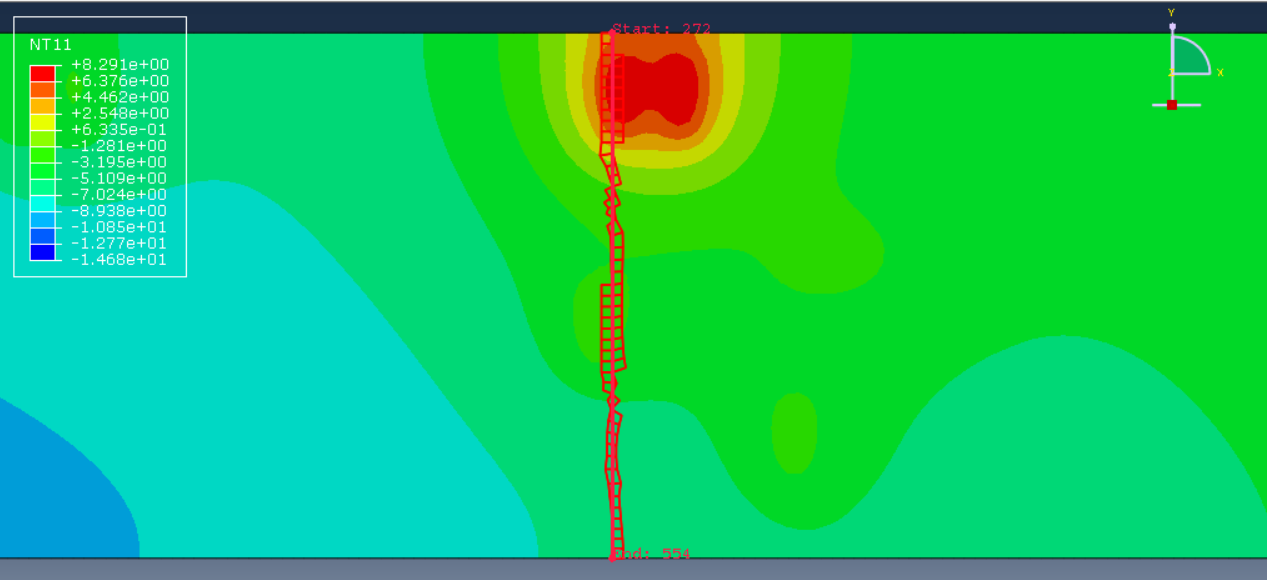 Start: 272
NT11
+8.291e+00
+6.376e+00
+4.462e+00
+2.548e+00
+6.335e-01
-1.281e+00
-3.195e+00
-5.109e+00
-7.024e+00
-8.938e+00
-1.085e+01
-1.277e+01
-1.468e+01
Y
X
End: 554